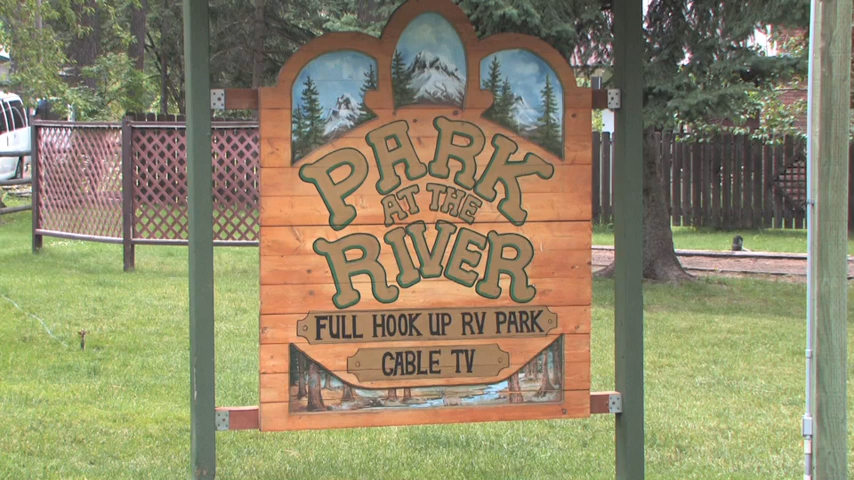 PARK
AT THE
RIVER
FULL HOOK UP RV PARK
CABLE TV